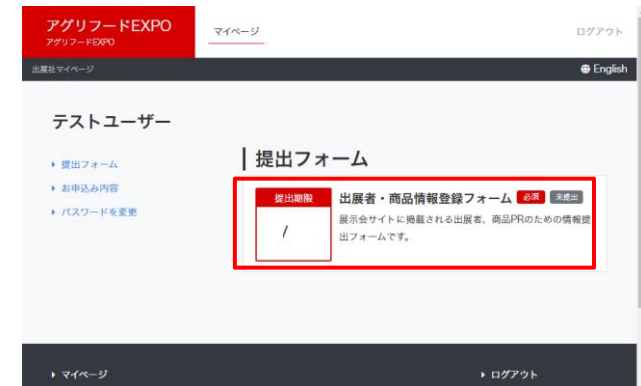 アグリフードEXPO
アグリフードEXPO
マイページ
ログアウト
出展社マイページ
English
テストユーザー
提出フォーム
お申込み内容
パスワードを変更
提出フォーム
提出期限
/
出展者・商品情報登録フォーム 必須 未提出
展示会サイトに掲載される出展者、商品PRのための情報提
出フォームです。
マイページ
ログアウト